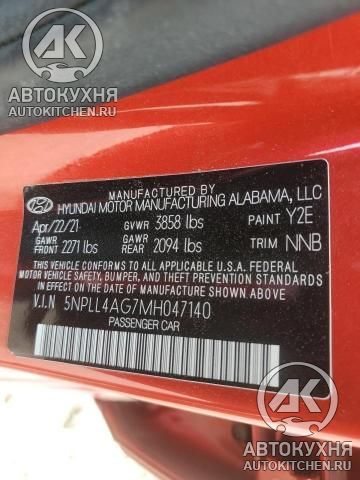 АВТОКУХНЯ
AUTOKITCHEN.RU
АВТОКУХНЯ
AUTOKITCHEN.RU
MANUFACTURED BY
HYUNDAI MOTOR MANUFACTURING ALABAMA, LLC
Apr/22/21 GVWR 3858 lbs PAINT Y2E
GAWR FRONT 2271 lbs GAWR REAR 2094 lbs TRIM NNB
THIS VEHICLE CONFORMS TO ALL APPLICABLE U.S.A. FEDERAL
MOTOR VEHICLE SAFETY, BUMPER, AND THEFT PREVENTION STANDARDS
IN EFFECT ON THE DATE OF MANUFACTURE SHOWN ABOVE.
V.I.N 5NPLL4AG7MH047140
PASSENGER CAR
АВТОКУХНЯ
AUTOKITCHEN.RU